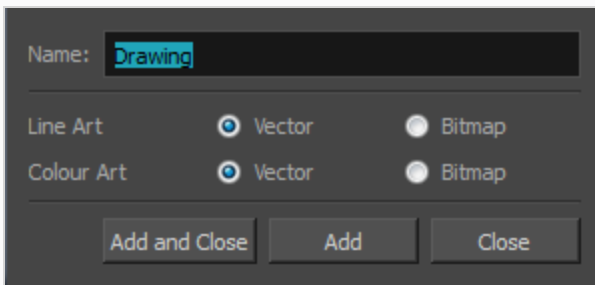 Name: Drawing
Line Art Vector Bitmap
Colour Art Vector Bitmap
Add and Close Add Close